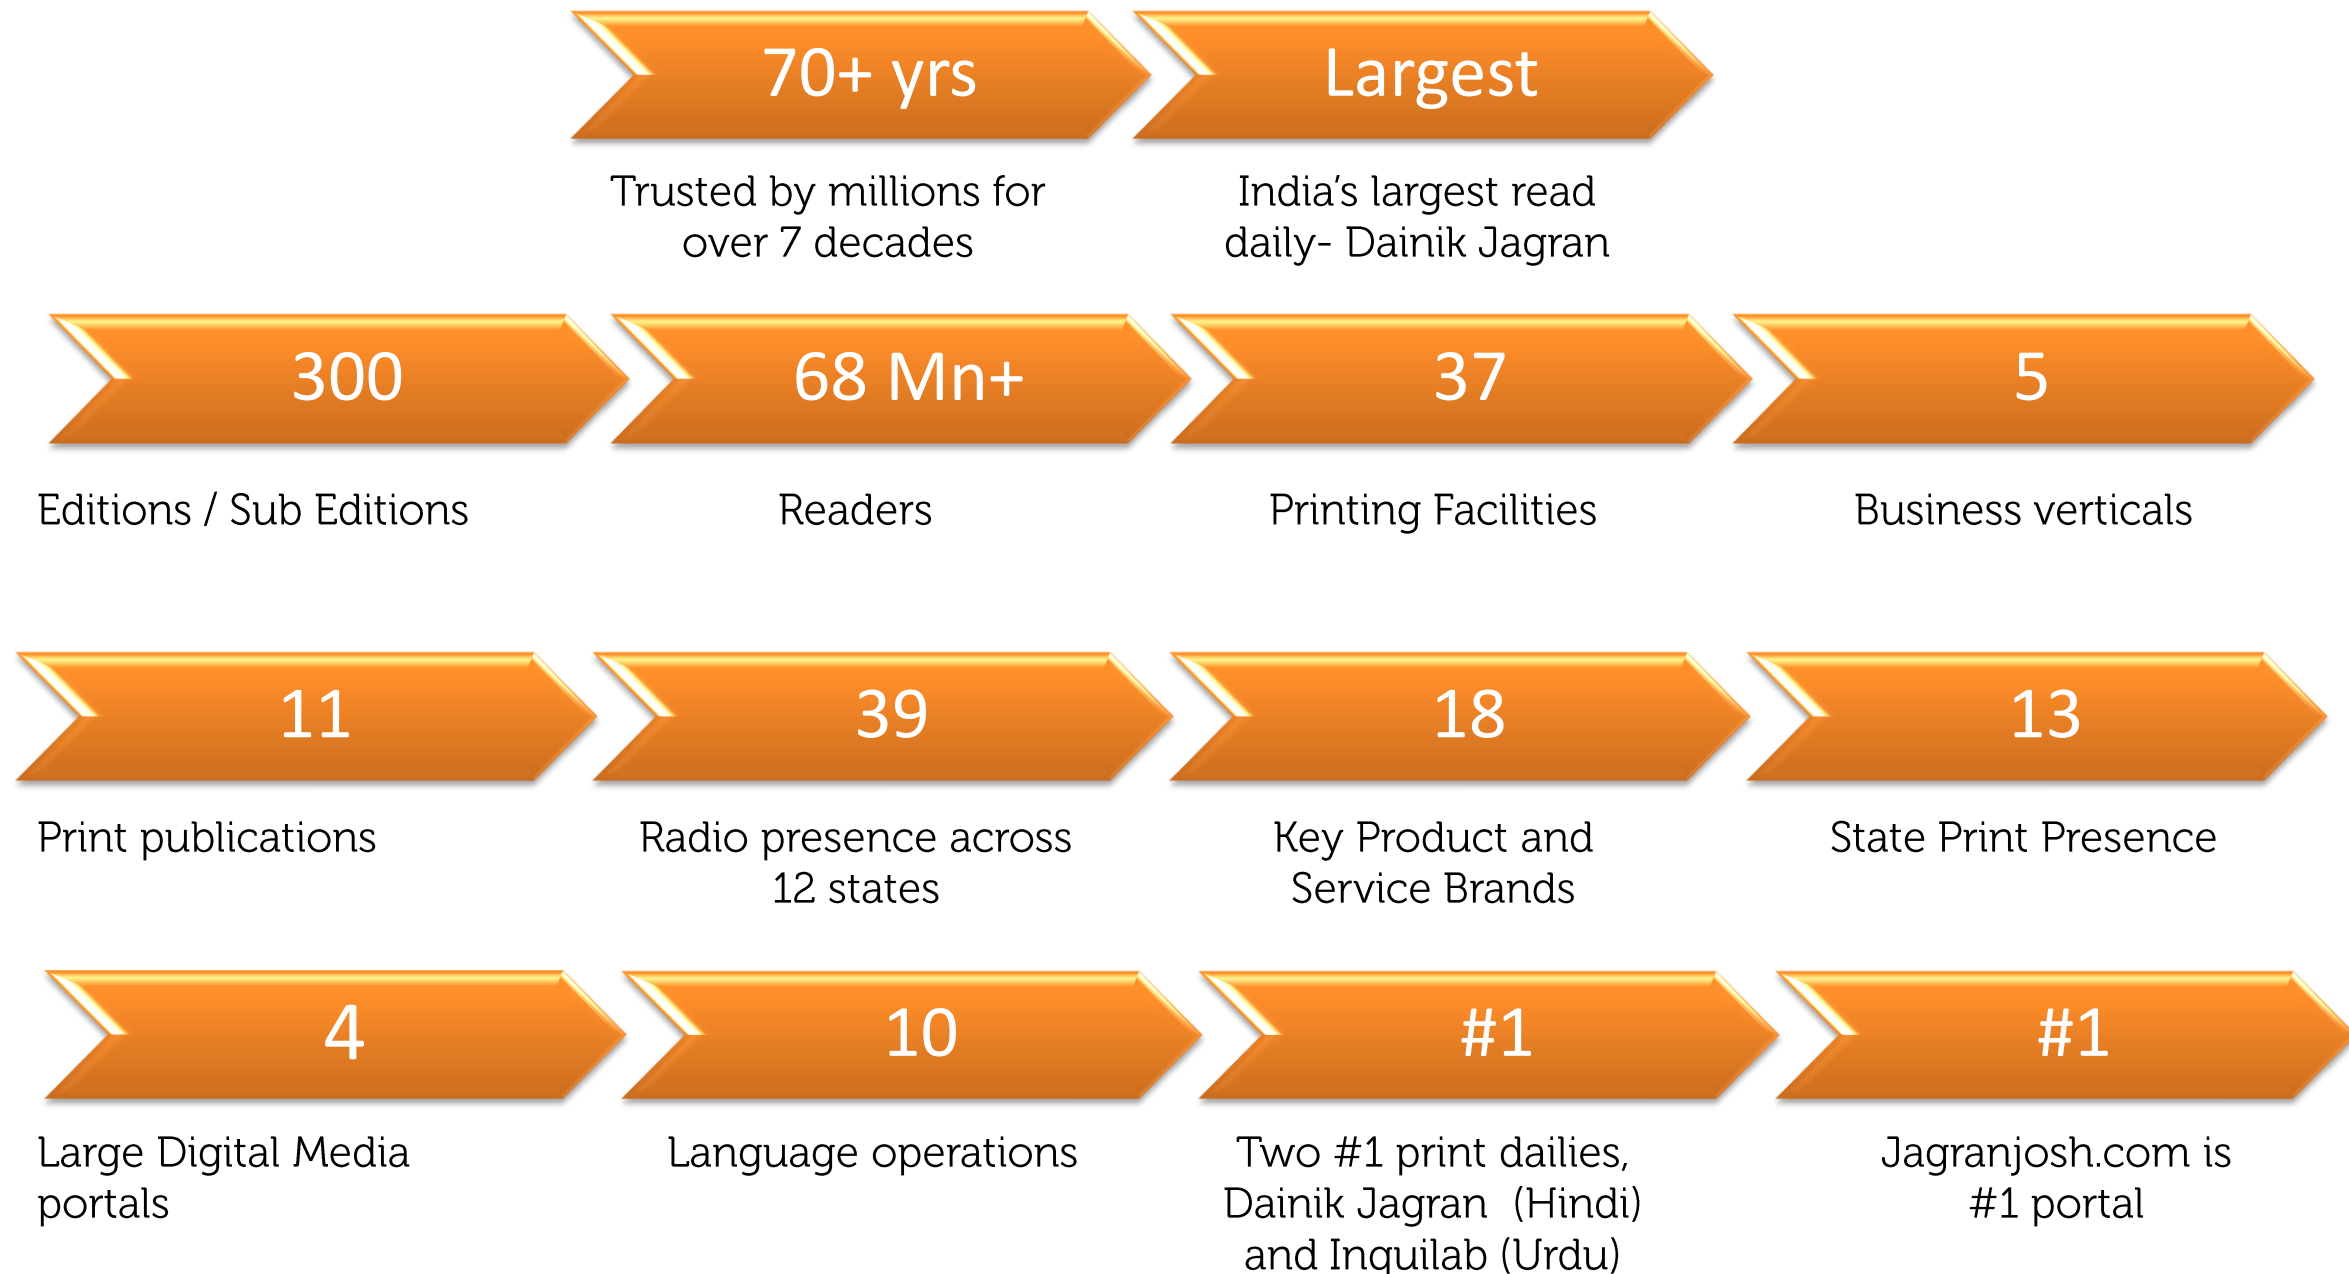 70+ yrs
Largest
Trusted by millions for
over 7 decades
India's largest read
daily- Dainik Jagran
300
68 Mn+
37
5
Editions / Sub Editions
Readers
Printing Facilities
Business verticals
11
39
18
13
Print publications
Radio presence across
12 states
Key Product and
Service Brands
State Print Presence
4
10
#1
#1
Large Digital Media
portals
Language operations
Two #1 print dailies,
Dainik Jagran (Hindi)
and Inquilab (Urdu)
Jagranjosh.com is
#1 portal